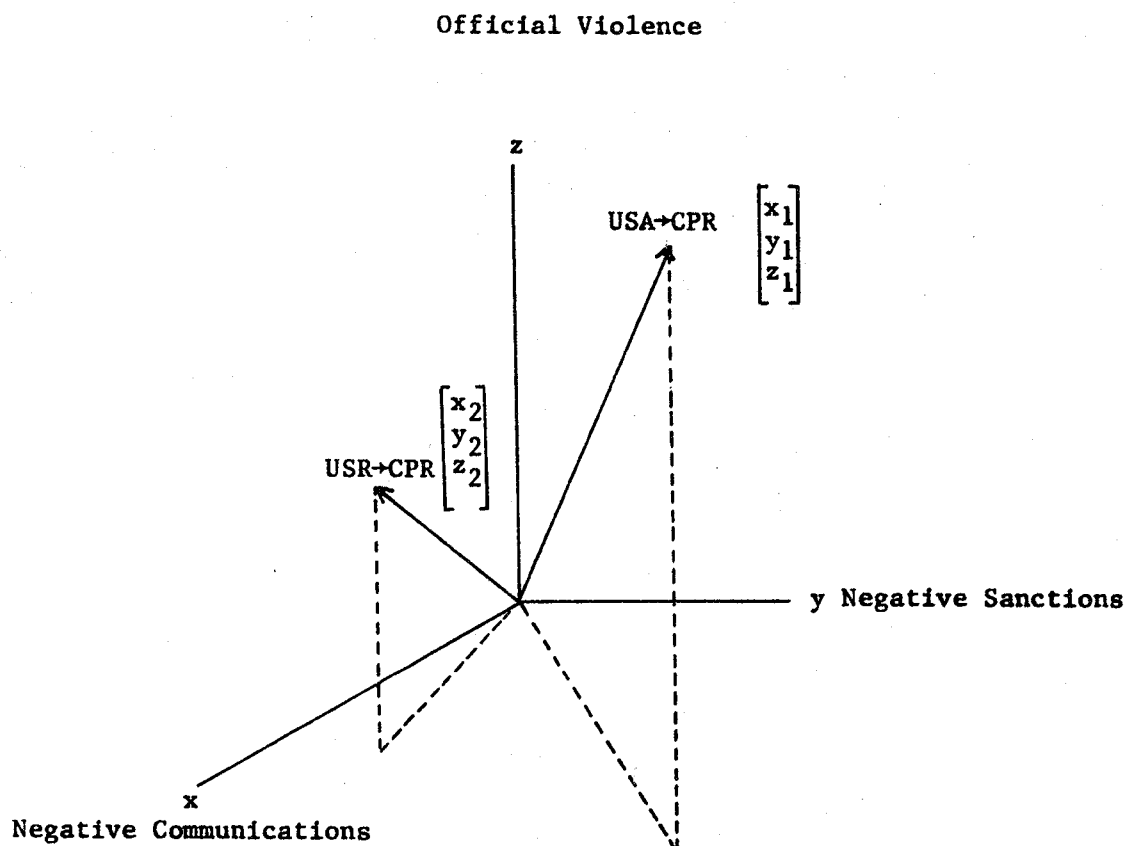 Official Violence
z
USA→CPR
[x1
y1
z1]
[x2
y2
z2]
USR→CPR
y Negative Sanctions
x
Negative Communications